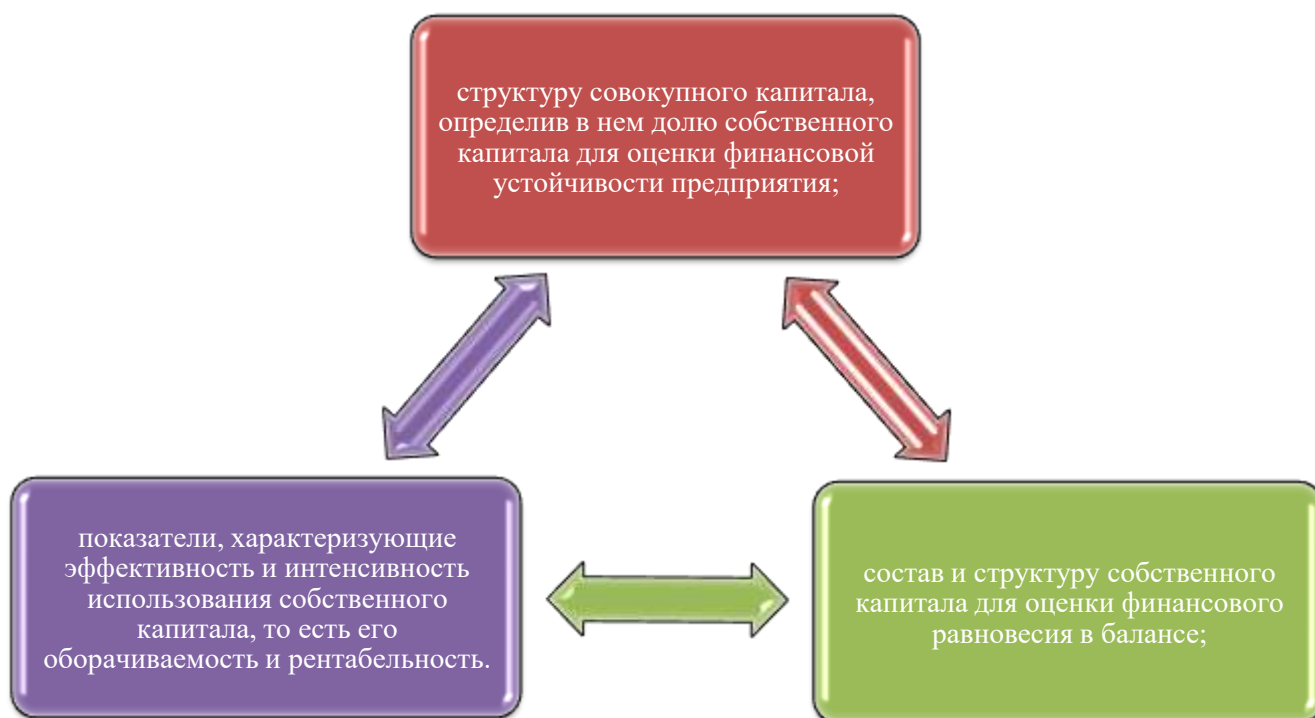 структуру совокупного капитала,
определив в нем долю собственного
капитала для оценки финансовой
устойчивости предприятия;
состав и структуру собственного
капитала для оценки финансового
равновесия в балансе;
показатели, характеризующие
эффективность и интенсивность
использования собственного
капитала, то есть его
оборачиваемость и рентабельность.